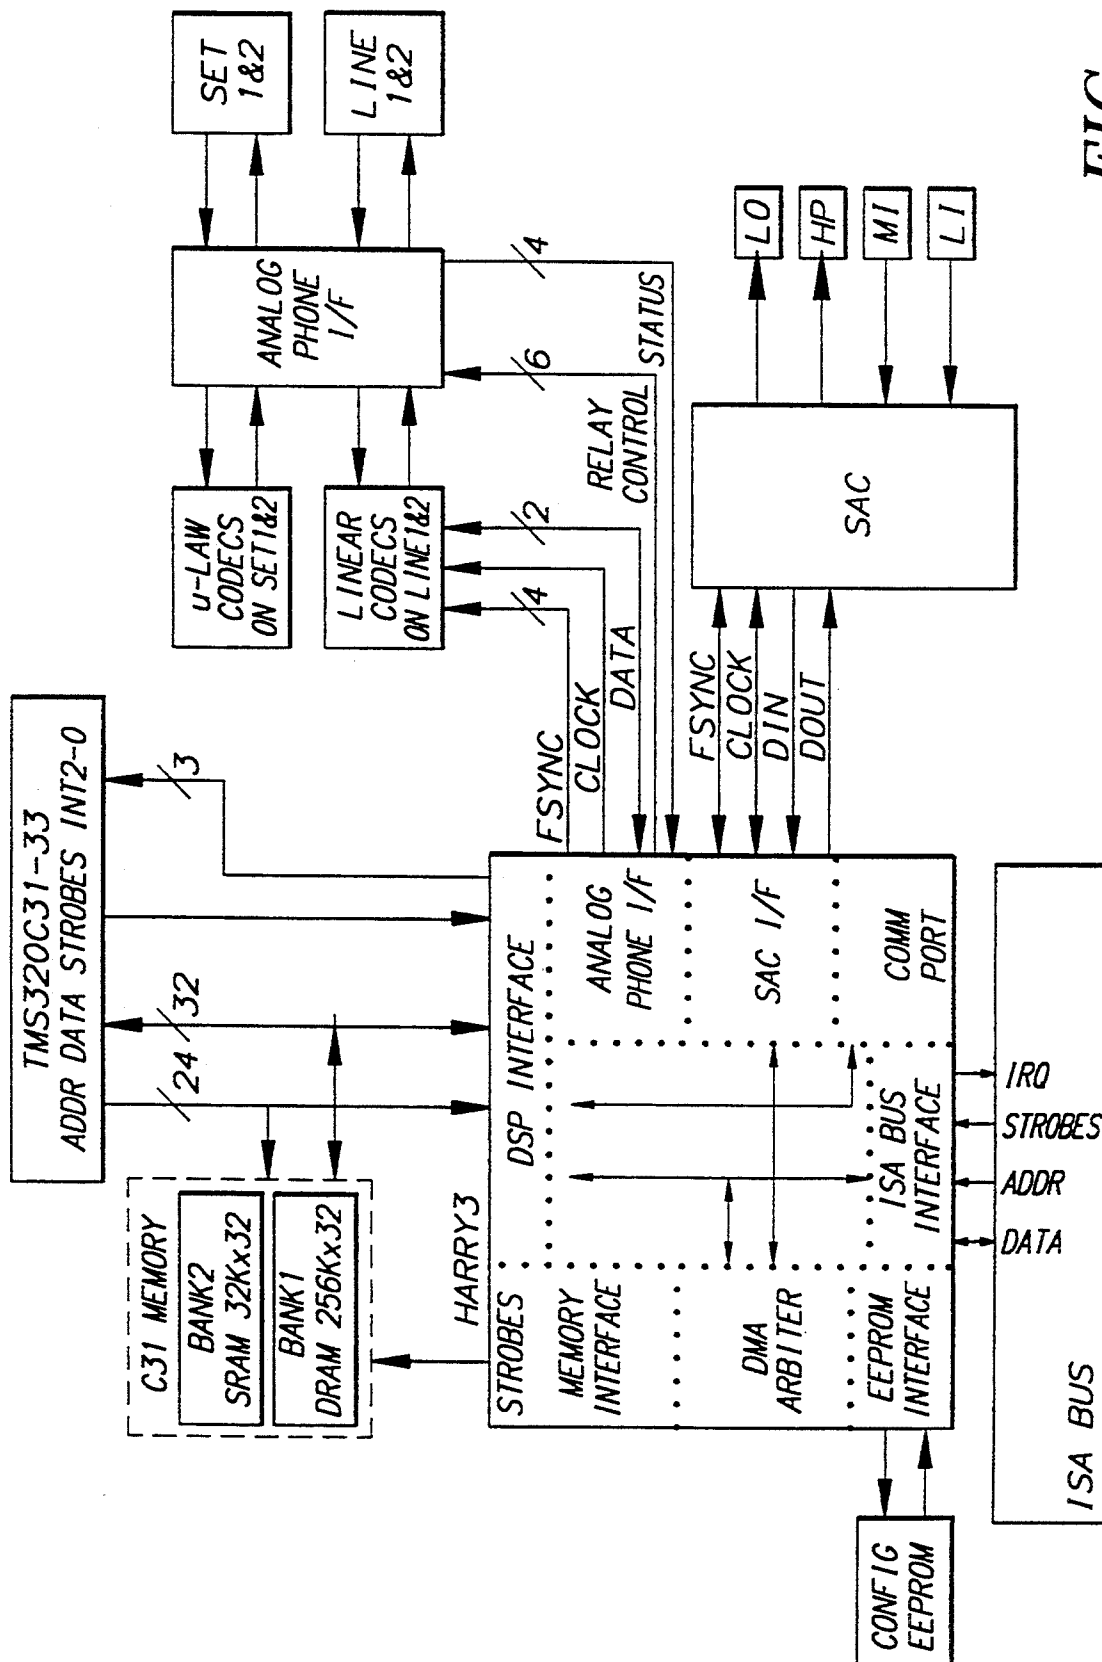 TMS320C31-33
ADDR DATA STROBES INT2-0
24
32
3
C31 MEMORY
BANK2
SRAM 32Kx32
BANK1
DRAM 256Kx32
HARRY3
STROBES
DSP INTERFACE
MEMORY
INTERFACE
DMA
ARBITER
EEPROM
INTERFACE
ISA BUS
INTERFACE
ANALOG
PHONE I/F
SAC I/F
COMM
PORT
CONFIG
EEPROM
DATA
ADDR
STROBES
IRQ
ISA BUS
FSYNC
CLOCK
DATA
4
2
RELAY
CONTROL
6
STATUS
4
u-LAW
CODECS
ON SET1&2
LINEAR
CODECS
ON LINE1&2
ANALOG
PHONE
I/F
SET
1&2
LINE
1&2
FSYNC
CLOCK
DIN
DOUT
SAC
LO
HP
MI
LI
FIG